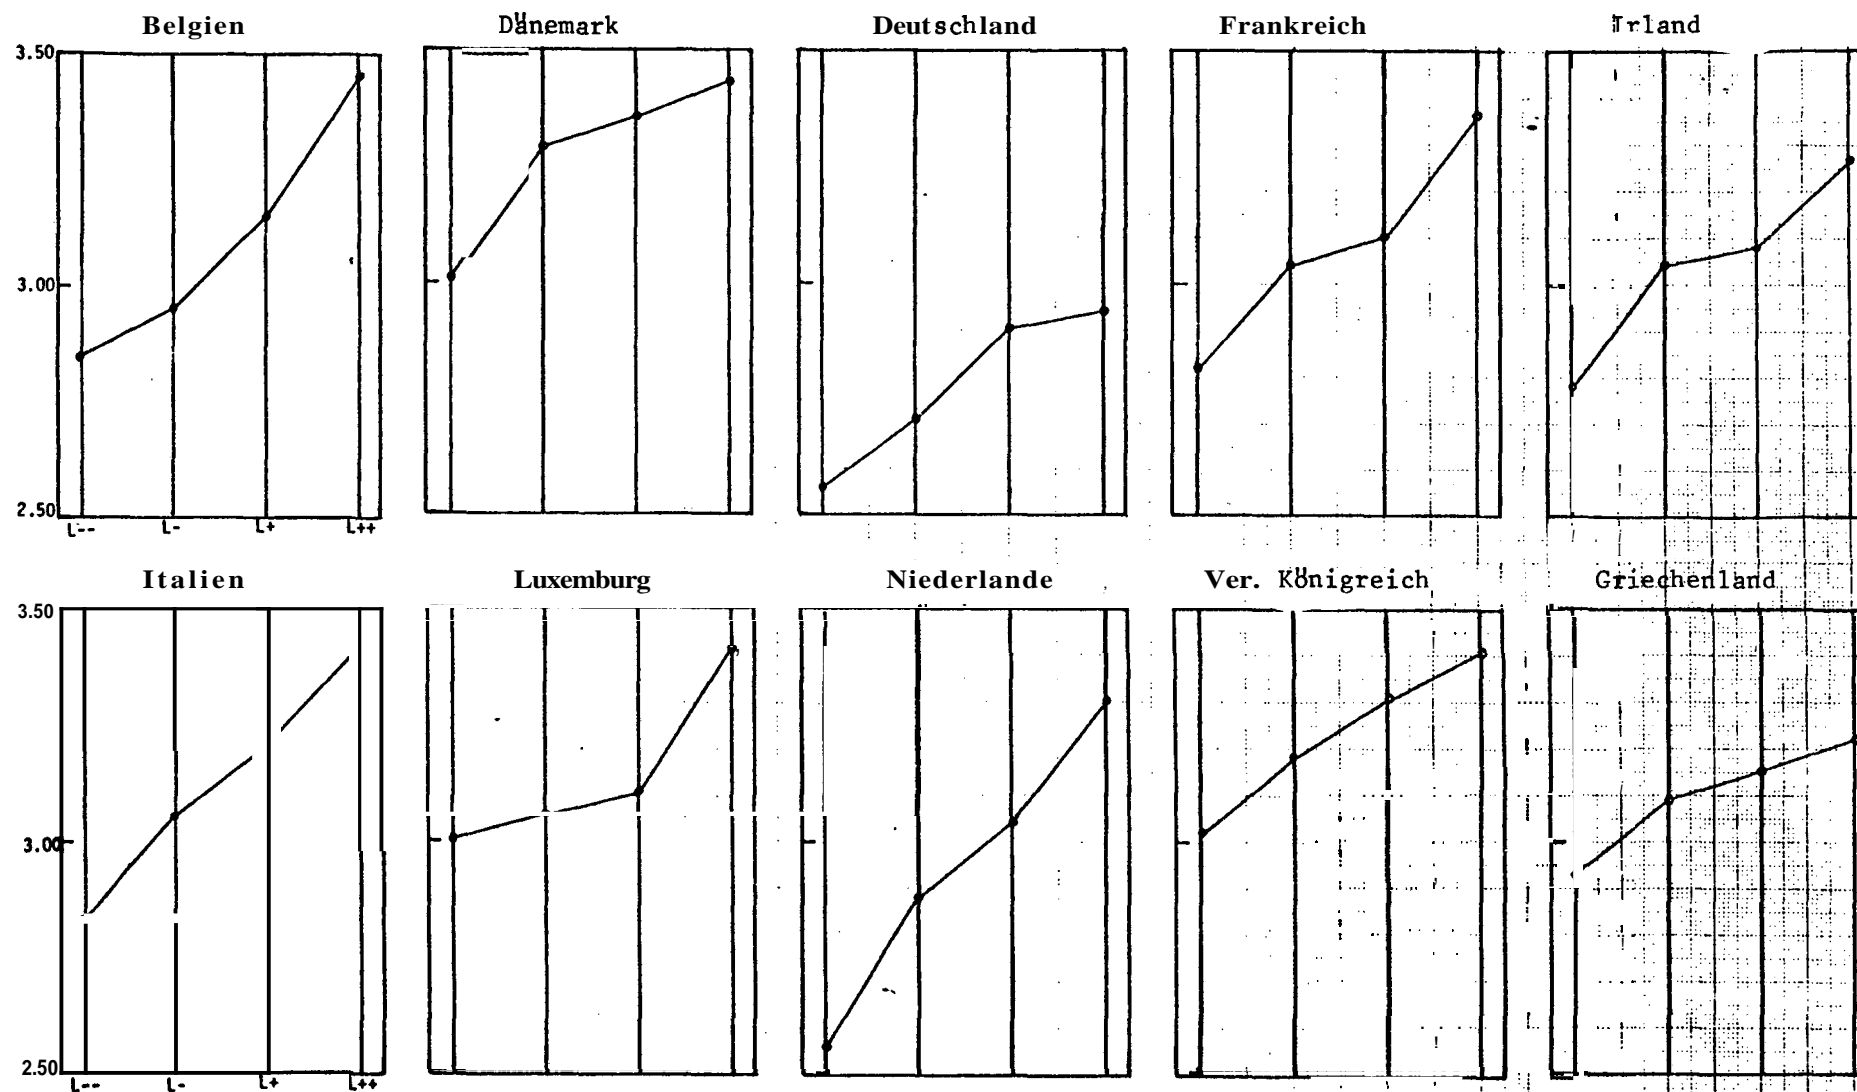 Belgien Dänemark Deutschland Frankreich Irland
3.50
3.00
2.50
L-- L- L+ L++
Italien Luxemburg Niederlande Ver. Königreich Griechenland
3.50
3.00
2.50
L-- L- L+ L++